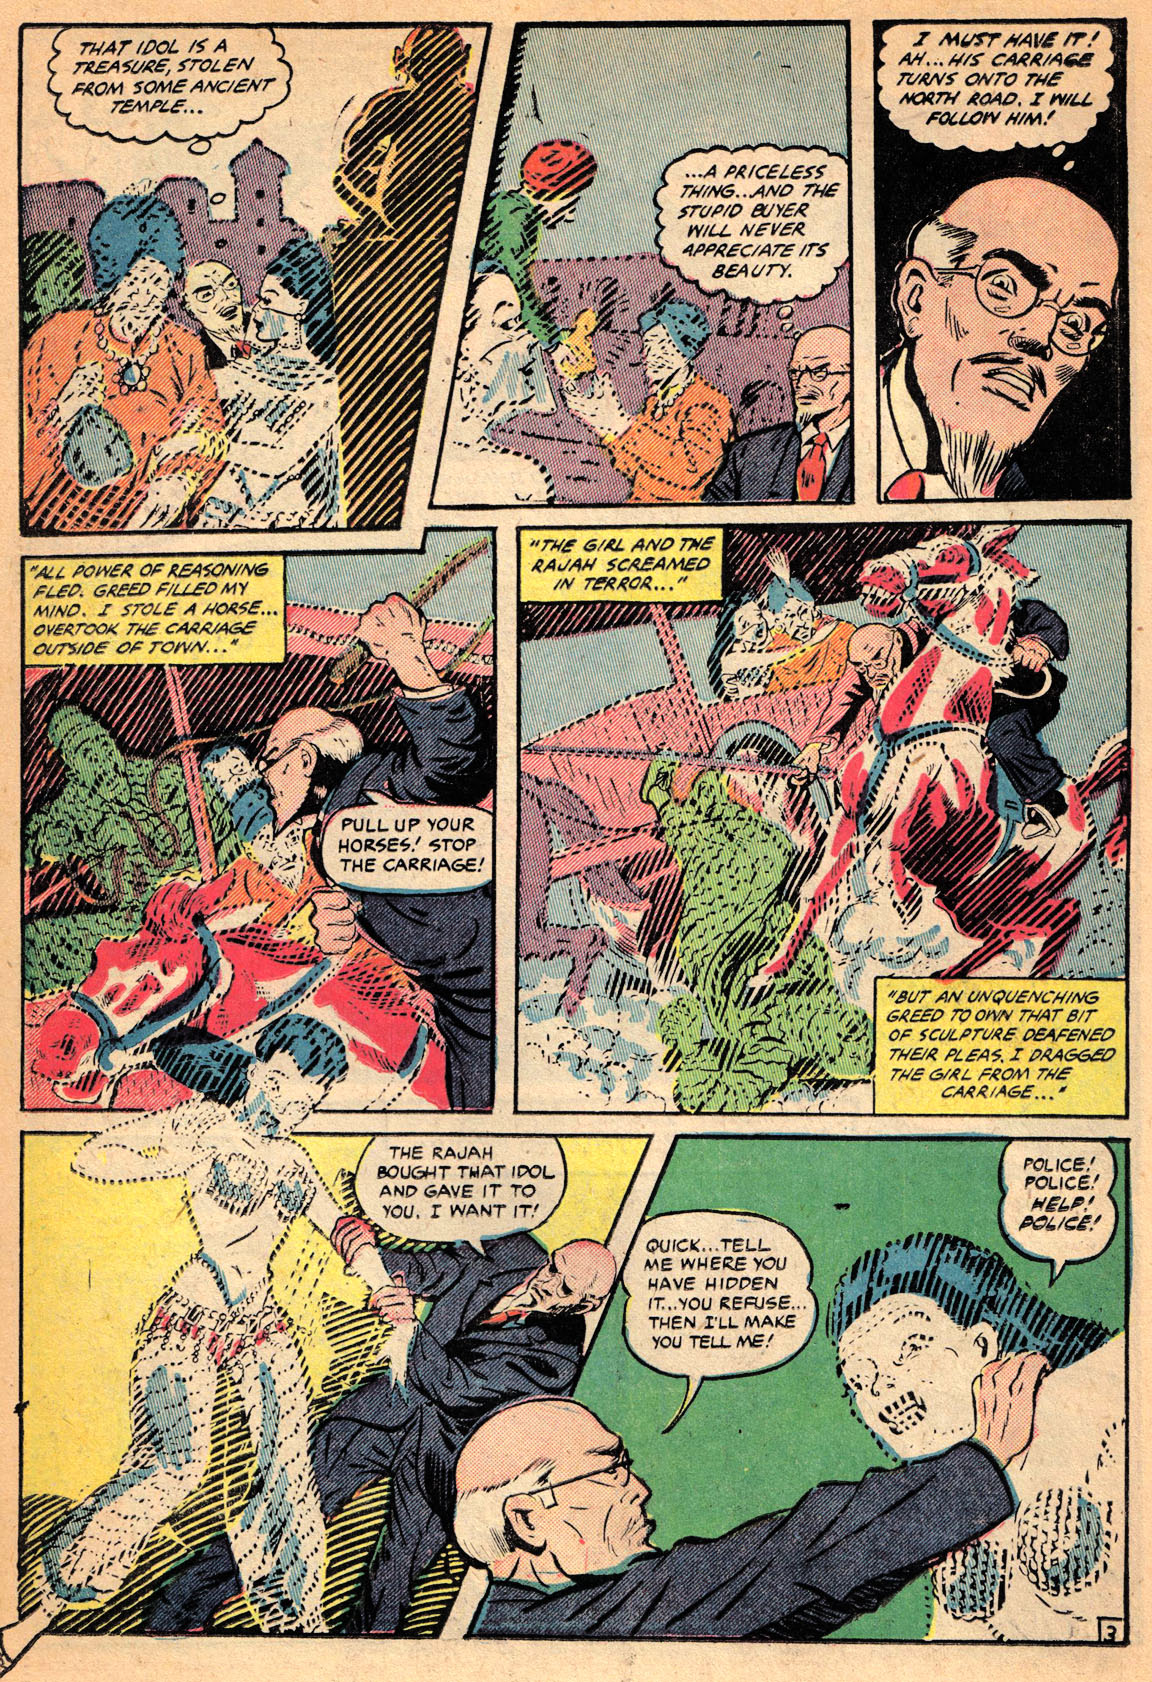 THAT IDOL IS A
TREASURE, STOLEN
FROM SOME ANCIENT
TEMPLE...
...A PRICELESS
THING...AND THE
STUPID BUYER
WILL NEVER
APPRECIATE ITS
BEAUTY.
I MUST HAVE IT!
AH...HIS CARRIAGE
TURNS ONTO THE
NORTH ROAD. I WILL
FOLLOW HIM!
"ALL POWER OF REASONING
FLED. GREED FILLED MY
MIND. I STOLE A HORSE...
OVERTOOK THE CARRIAGE
OUTSIDE OF TOWN..."
PULL UP YOUR
HORSES! STOP
THE CARRIAGE!
"THE GIRL AND THE
RAJAH SCREAMED
IN TERROR..."
"BUT AN UNQUENCHING
GREED TO OWN THAT BIT
OF SCULPTURE DEAFENED
THEIR PLEAS. I DRAGGED
THE GIRL FROM THE
CARRIAGE..."
THE RAJAH
BOUGHT THAT IDOL
AND GAVE IT TO
YOU. I WANT IT!
QUICK...TELL
ME WHERE YOU
HAVE HIDDEN
IT...YOU REFUSE...
THEN I'LL MAKE
YOU TELL ME!
POLICE!
POLICE!
HELP!
POLICE!
3